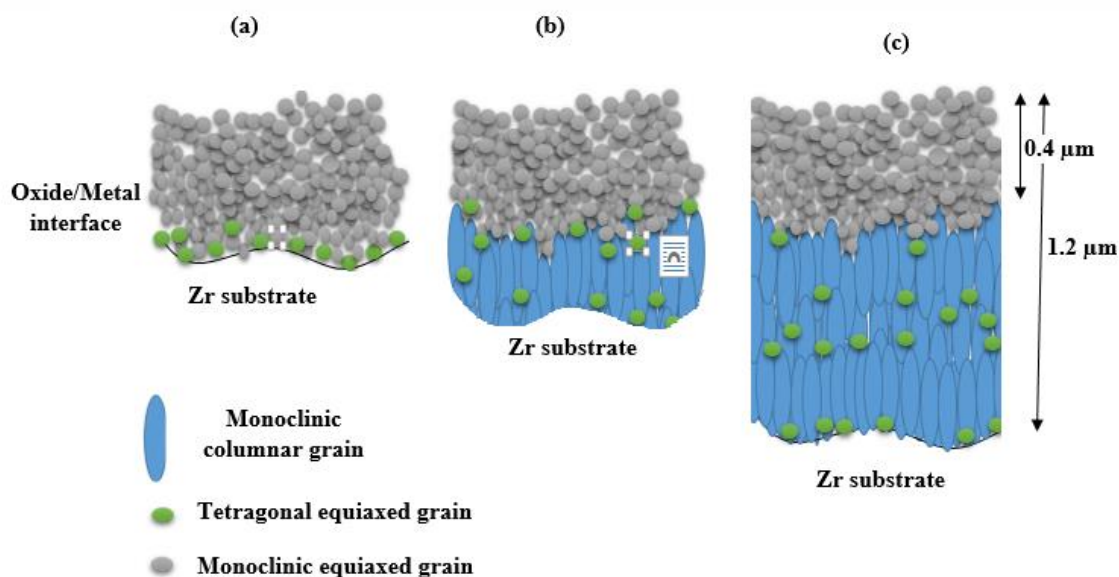 (a)
(b)
(c)
Oxide/Metal
interface
0.4 µm
1.2 µm
Zr substrate
Zr substrate
Zr substrate
Monoclinic
columnar grain
Tetragonal equiaxed grain
Monoclinic equiaxed grain